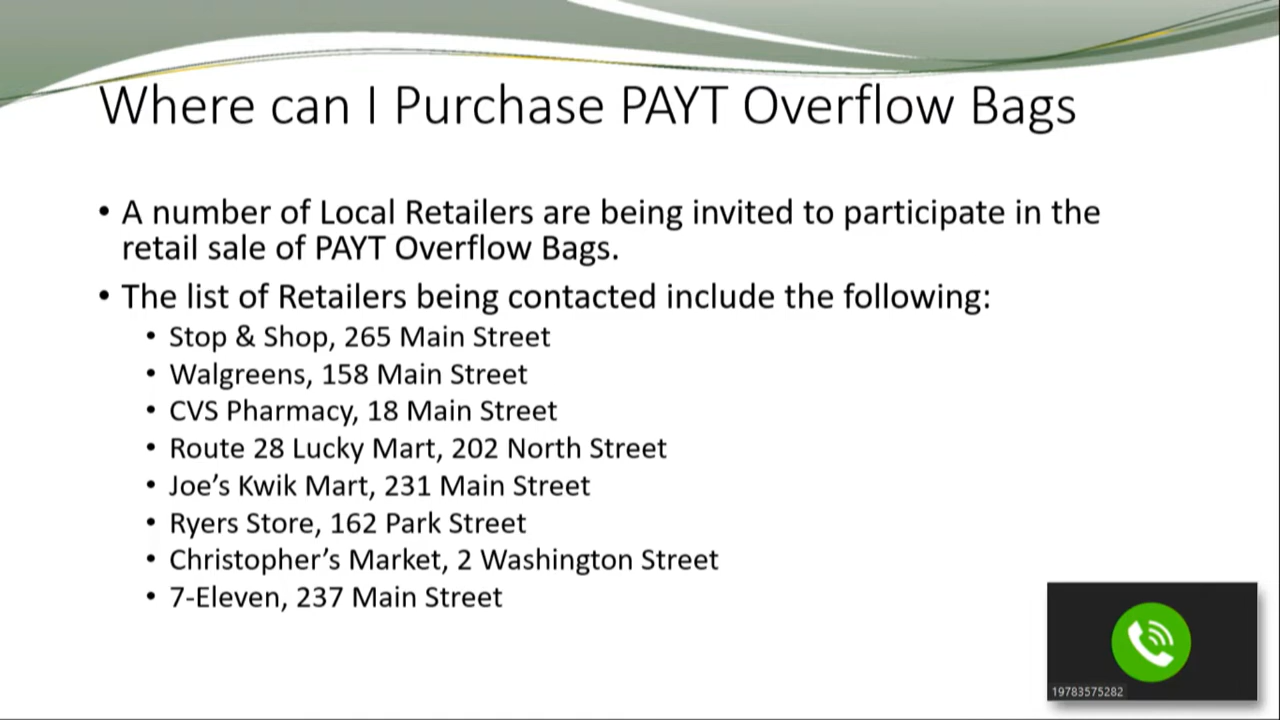 Where can I Purchase PAYT Overflow Bags
• A number of Local Retailers are being invited to participate in the
retail sale of PAYT Overflow Bags.
• The list of Retailers being contacted include the following:
• Stop & Shop, 265 Main Street
• Walgreens, 158 Main Street
• CVS Pharmacy, 18 Main Street
• Route 28 Lucky Mart, 202 North Street
• Joe’s Kwik Mart, 231 Main Street
• Ryers Store, 162 Park Street
• Christopher’s Market, 2 Washington Street
• 7-Eleven, 237 Main Street
19783575282